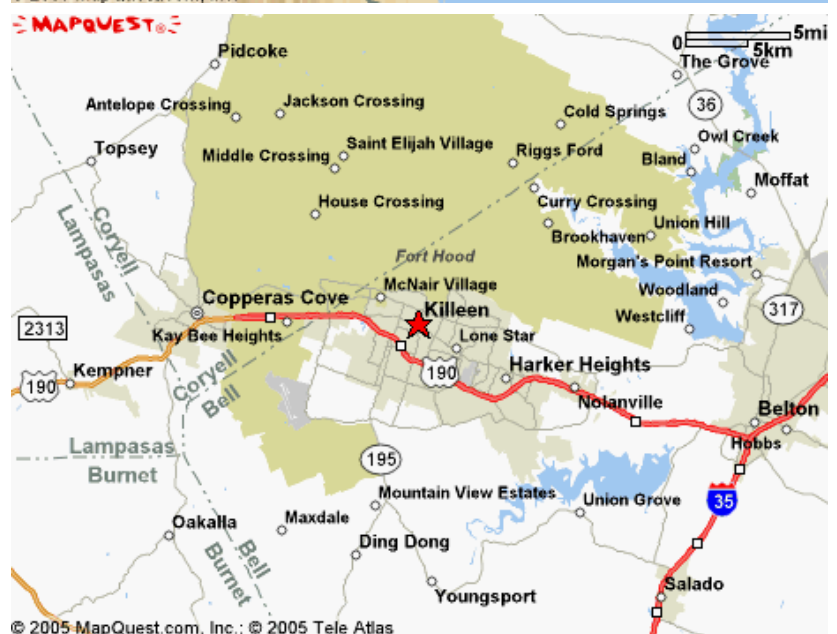 MAPQUEST
0
5mi
5km
Pidcoke
The Grove
Antelope Crossing
Jackson Crossing
36
Cold Springs
Topsey
Saint Elijah Village
Middle Crossing
Riggs Ford
Owl Creek
Bland
Moffat
House Crossing
Curry Crossing
Coryell
Lampasas
Brookhaven
Union Hill
Fort Hood
Morgan's Point Resort
McNair Village
Woodland
Copperas Cove
Killeen
317
2313
Kay Bee Heights
Westcliff
Lone Star
Kempner
190
Coryell
Bell
190
Harker Heights
Nolanville
Belton
Hobbs
Lampasas
Burnet
195
35
Mountain View Estates
Union Grove
Oakalla
Maxdale
Ding Dong
Bell
Burnet
Youngsport
Salado
© 2005 MapQuest.com, Inc.; © 2005 Tele Atlas